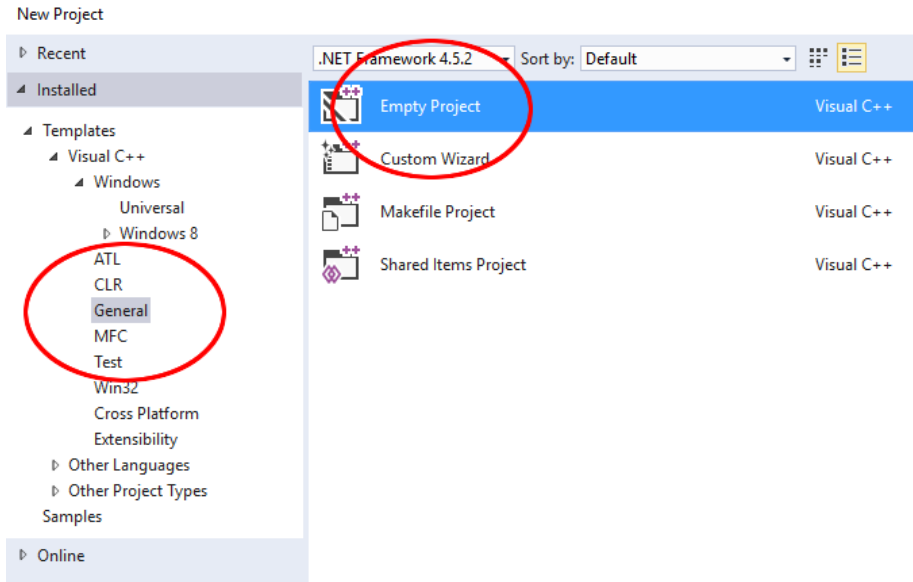 New Project
Recent
Installed
Templates
Visual C++
Windows
Universal
Windows 8
ATL
CLR
General
MFC
Test
Win32
Cross Platform
Extensibility
Other Languages
Other Project Types
Samples
Online
.NET Framework 4.5.2 Sort by: Default
Empty Project Visual C++
Custom Wizard Visual C++
Makefile Project Visual C++
Shared Items Project Visual C++